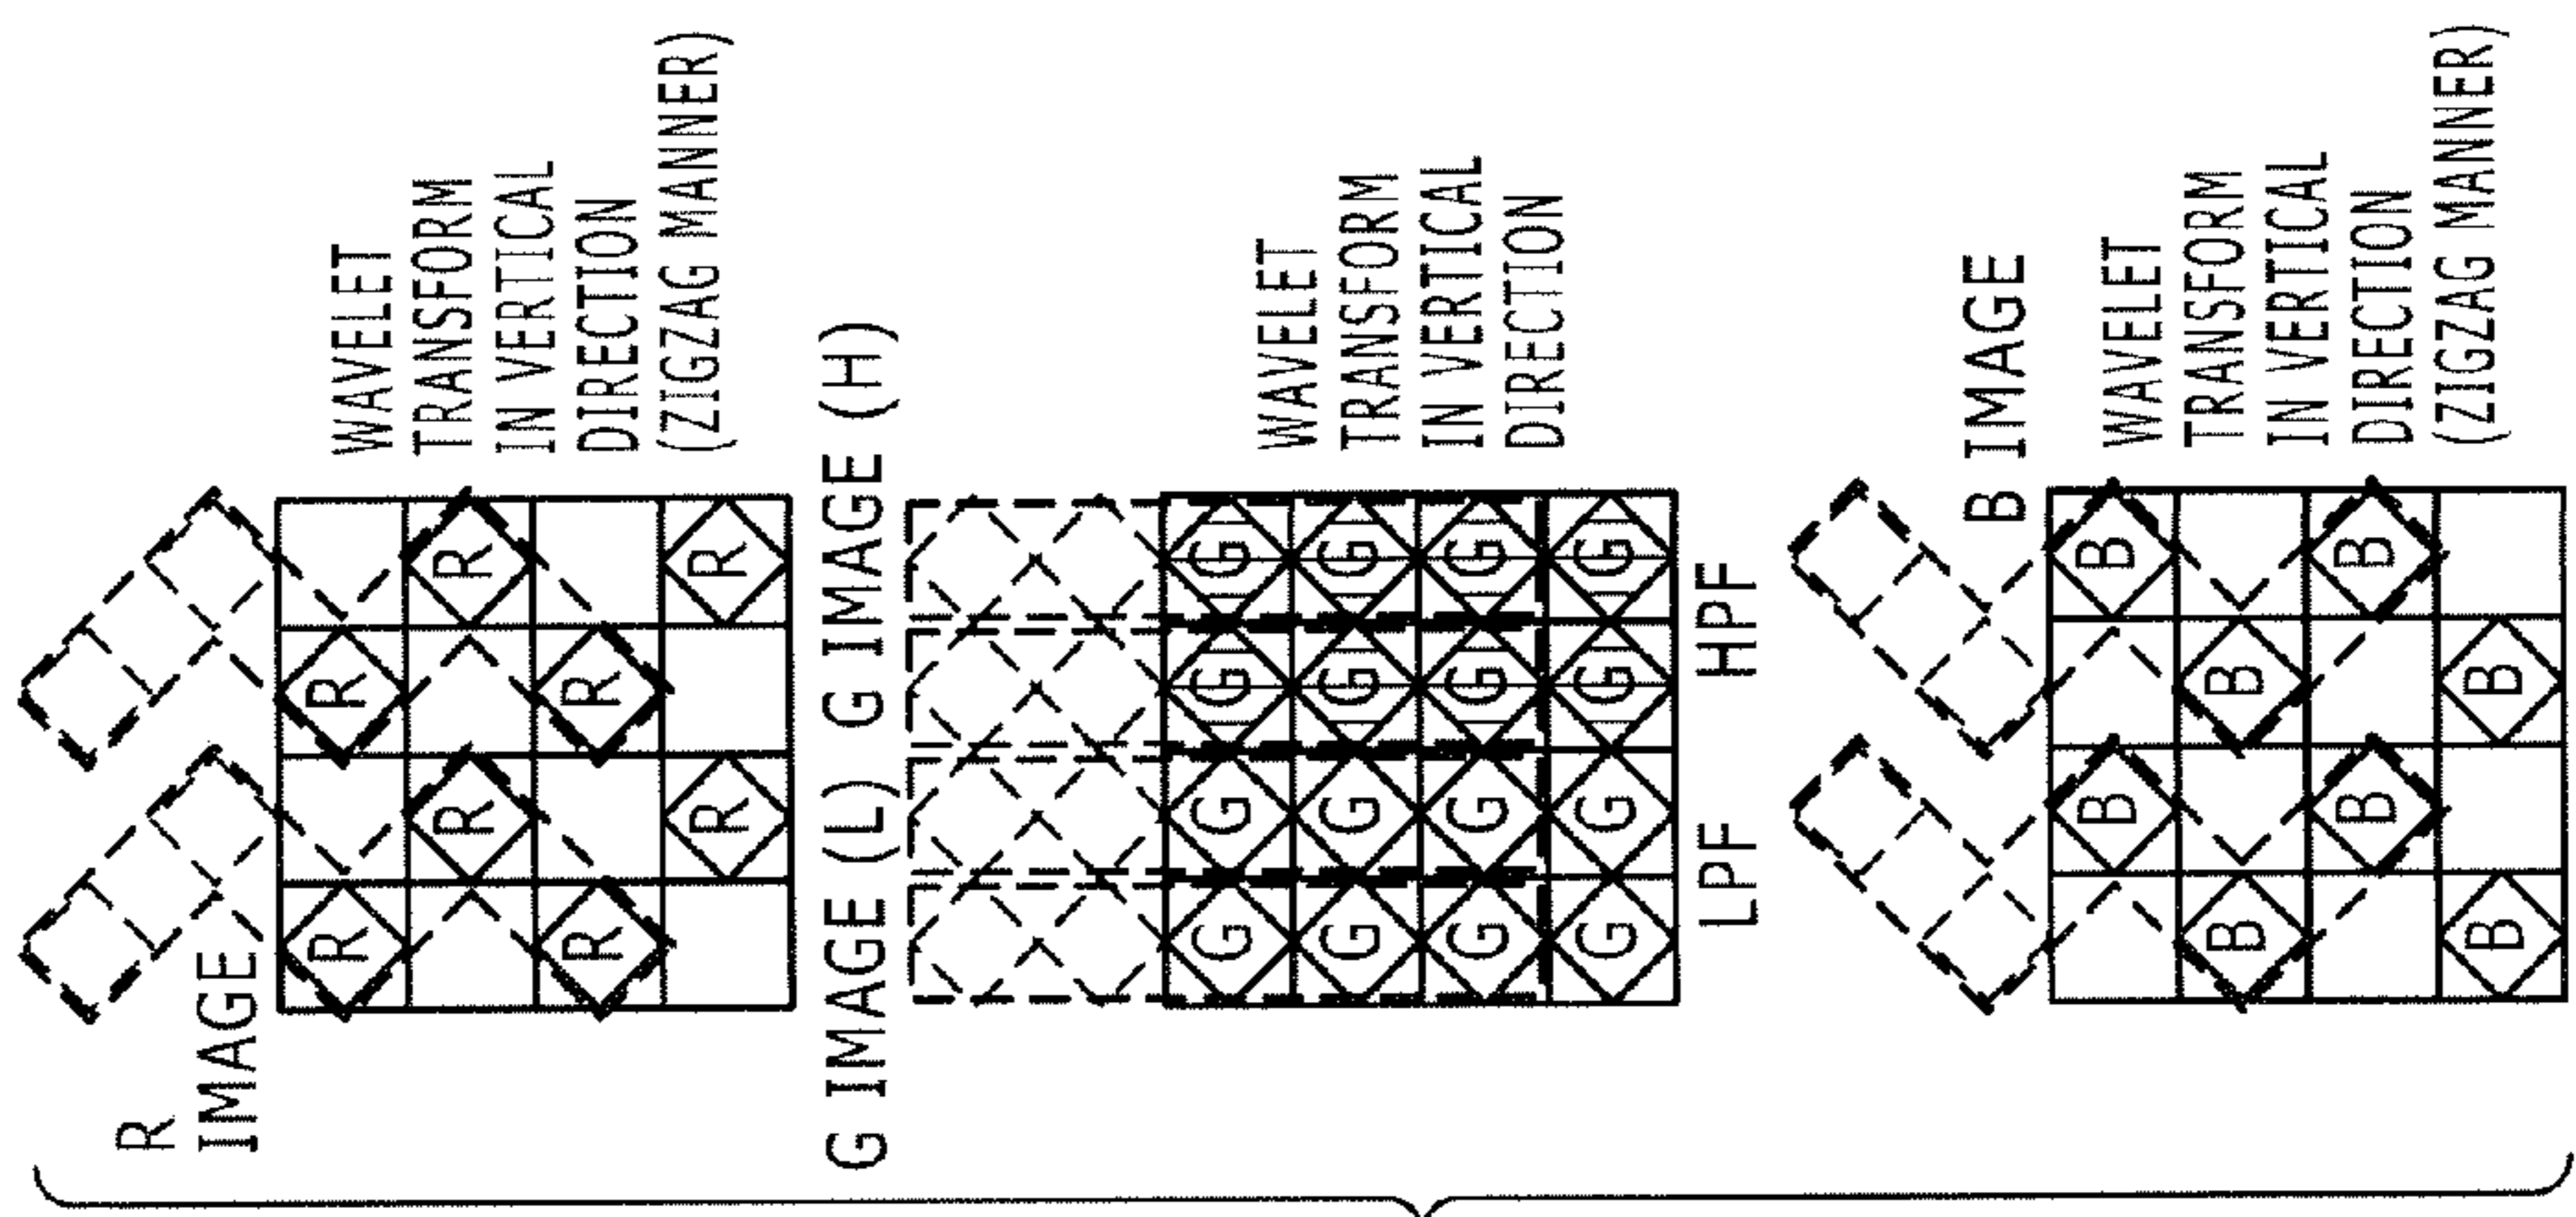 R
IMAGE
R R
R R
R R
R R
WAVELET
TRANSFORM
IN VERTICAL
DIRECTION
(ZIGZAG MANNER)
G IMAGE (L) G IMAGE (H)
G G G G
G G G G
G G G G
G G G G
WAVELET
TRANSFORM
IN VERTICAL
DIRECTION
LPF HPF
B IMAGE
B B
B B
B B
B B
WAVELET
TRANSFORM
IN VERTICAL
DIRECTION
(ZIGZAG MANNER)